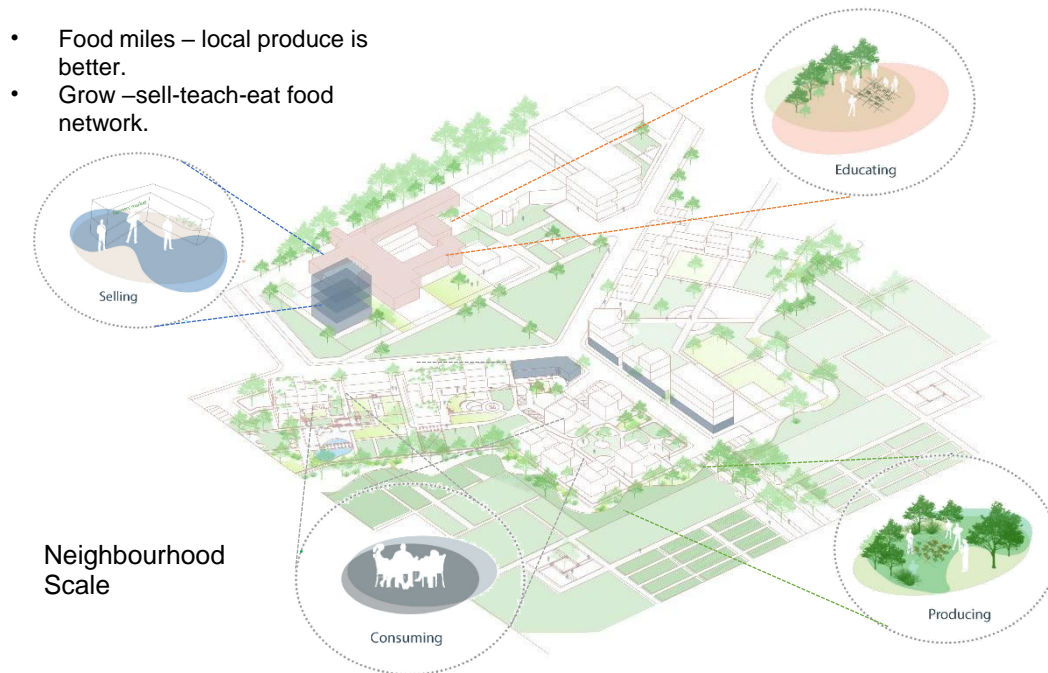 • Food miles – local produce is
better.
• Grow –sell-teach-eat food
network.
Educating
Selling
Neighbourhood
Scale
Consuming
Producing